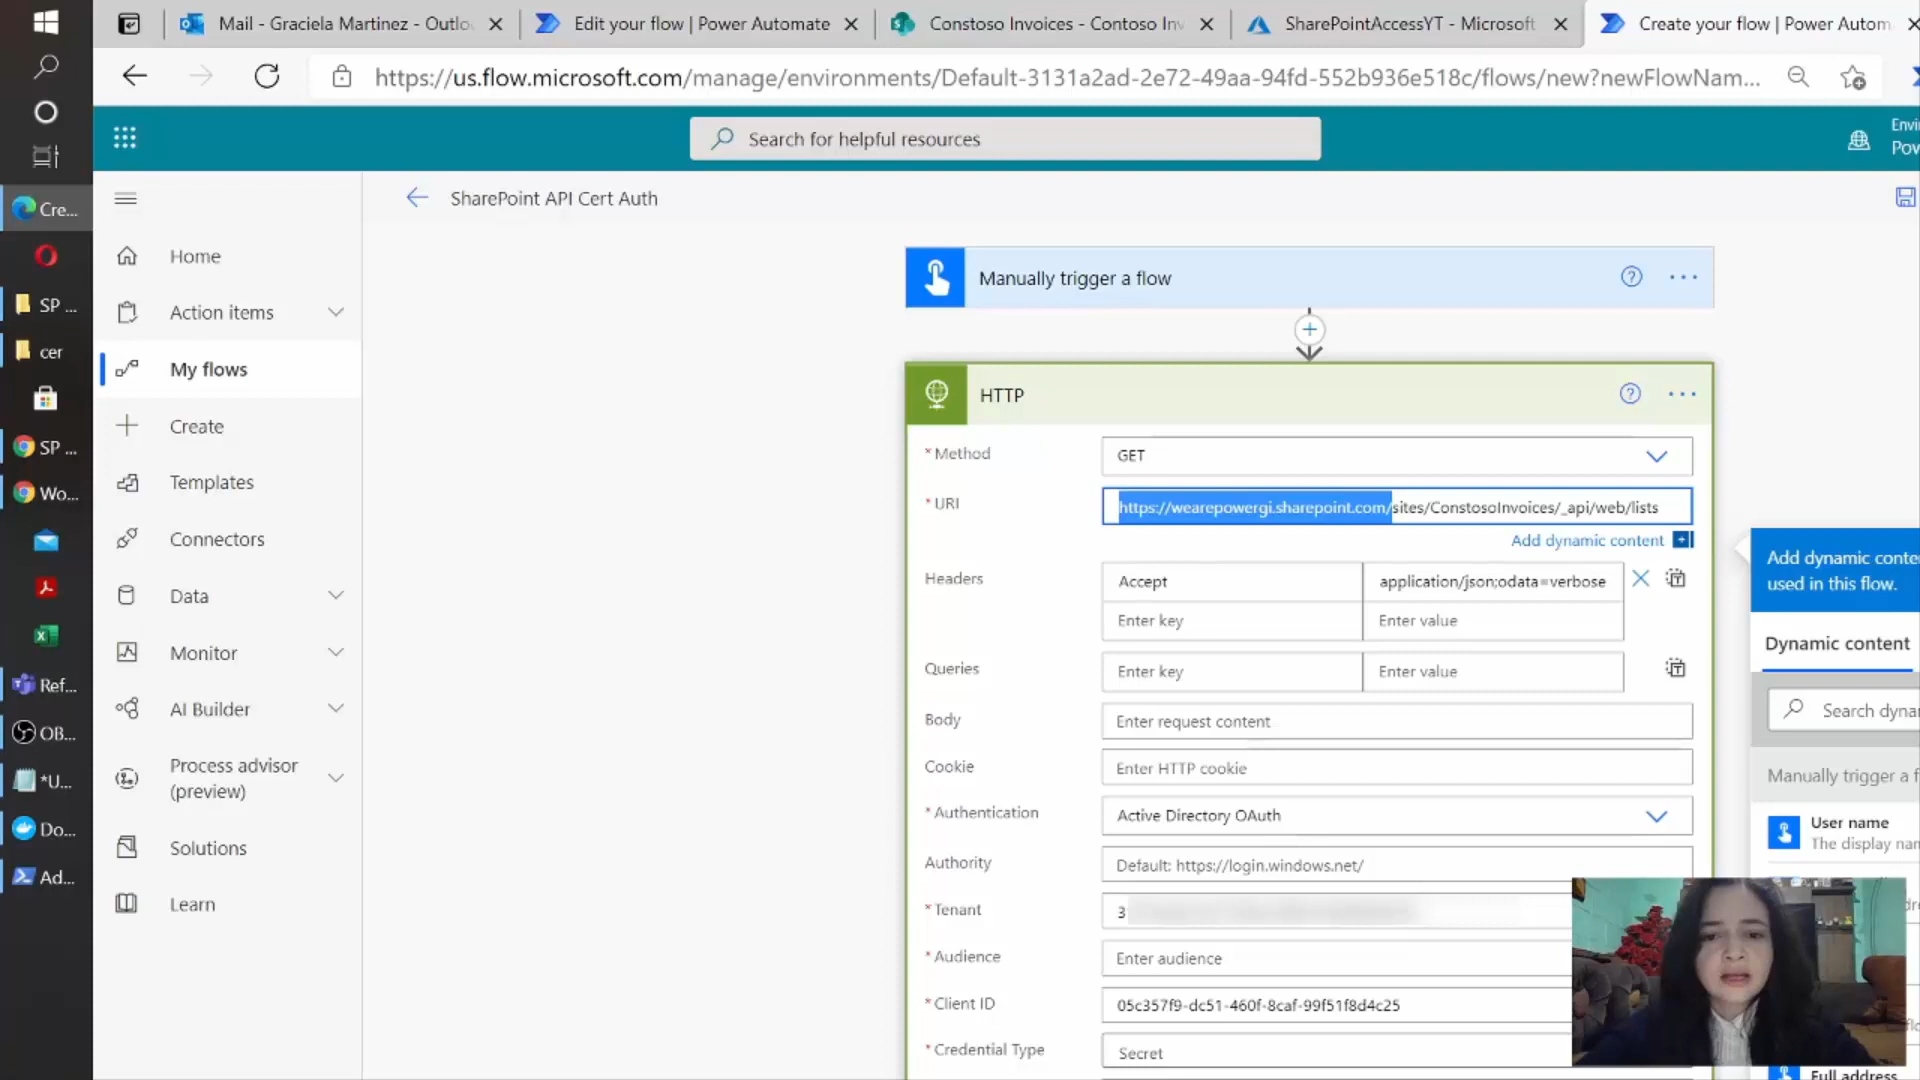 Mail - Graciela Martinez - Outlo
Edit your flow | Power Automate
Constoso Invoices - Contoso Inv
SharePointAccessYT - Microsoft
Create your flow | Power Autom
https://us.flow.microsoft.com/manage/environments/Default-3131a2ad-2e72-49aa-94fd-552b936e518c/flows/new?newFlowNam...
Search for helpful resources
Envi
Pov
Cre...
SP ...
cer
SP ...
Wo...
Ref...
OB...
*U...
Do...
Ad...
SharePoint API Cert Auth
Home
Action items
My flows
Create
Templates
Connectors
Data
Monitor
AI Builder
Process advisor
(preview)
Solutions
Learn
Manually trigger a flow
HTTP
* Method
GET
* URI
https://wearepowergi.sharepoint.com/sites/ConstosoInvoices/_api/web/lists
Add dynamic content
Headers
Accept
application/json;odata=verbose
Enter key
Enter value
Queries
Enter key
Enter value
Body
Enter request content
Cookie
Enter HTTP cookie
* Authentication
Active Directory OAuth
Authority
Default: https://login.windows.net/
* Tenant
3
* Audience
Enter audience
* Client ID
05c357f9-dc51-460f-8caf-99f51f8d4c25
* Credential Type
Secret
Add dynamic conte
used in this flow.
Dynamic content
Search dyna
Manually trigger a f
User name
The display nar
Full address